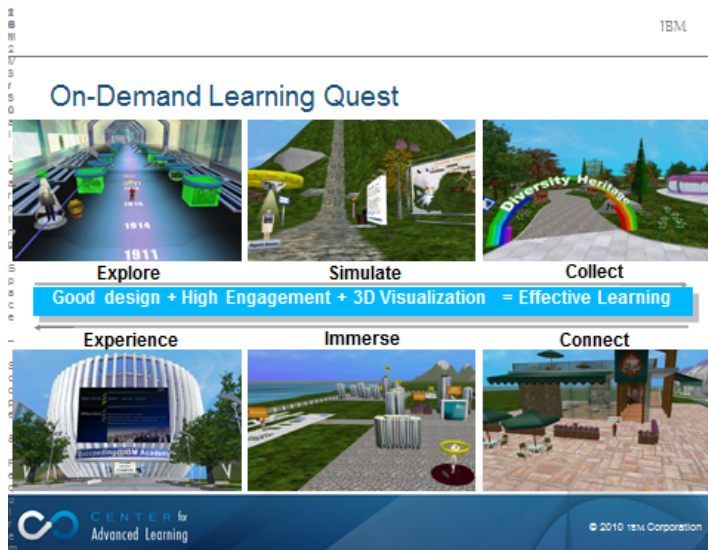 IBM
On-Demand Learning Quest
1915
1914
1911
Diversity Heritage
Explore
Simulate
Collect
Good design + High Engagement + 3D Visualization = Effective Learning
Experience
Immerse
Connect
Succeeding@IBM Academy
CENTER for
Advanced Learning
© 2010 IBM Corporation